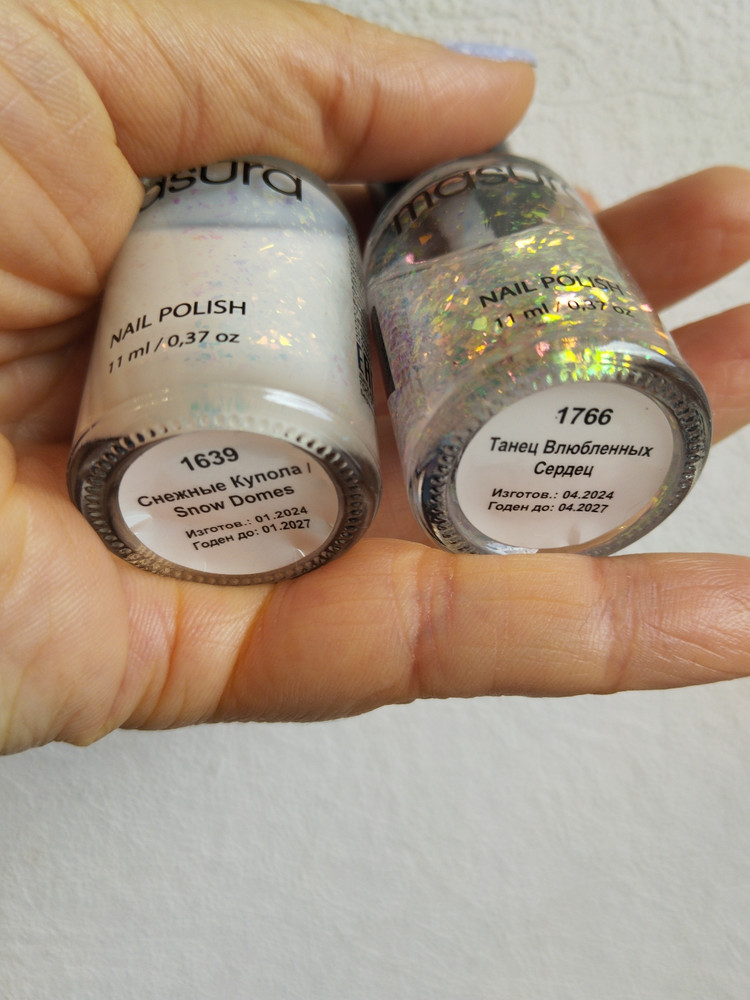 masura
NAIL POLISH
11 ml / 0,37 oz
1639
Снежные Купола /
Snow Domes
Изготов.: 01.2024
Годен до: 01.2027
masura
NAIL POLISH
11 ml / 0,37 oz
1766
Танец Влюбленных
Сердец
Изготов.: 04.2024
Годен до: 04.2027